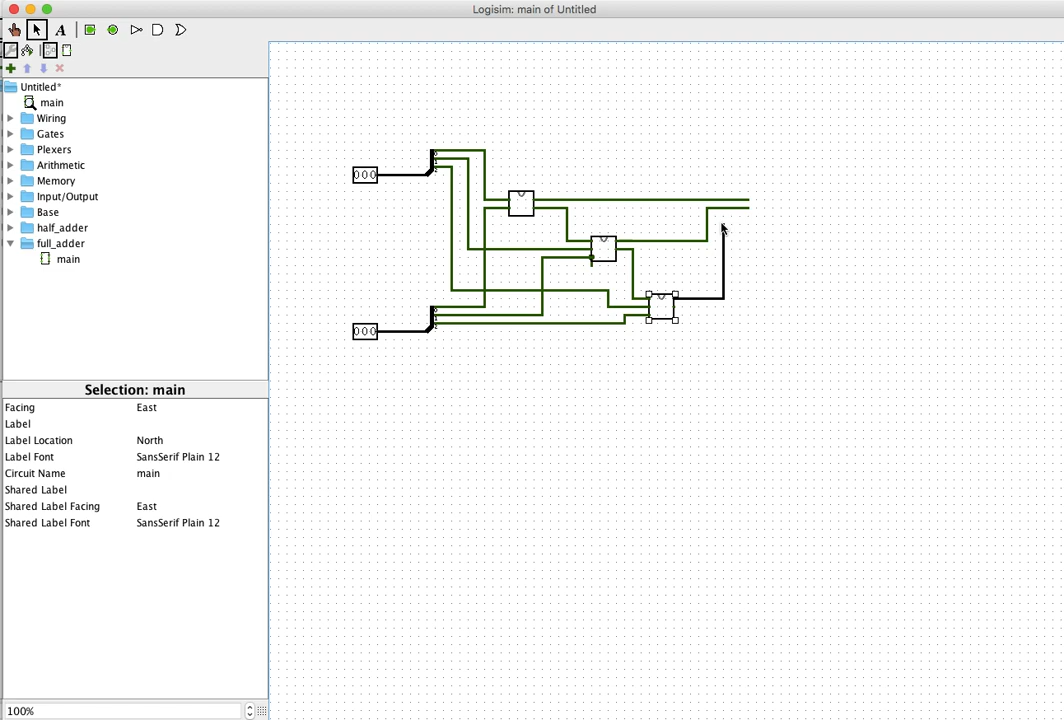 Logisim: main of Untitled
A
Untitled*
main
Wiring
Gates
Plexers
Arithmetic
Memory
Input/Output
Base
half_adder
full_adder
main
Selection: main
Facing East
Label
Label Location North
Label Font SansSerif Plain 12
Circuit Name main
Shared Label
Shared Label Facing East
Shared Label Font SansSerif Plain 12
100%
000
000